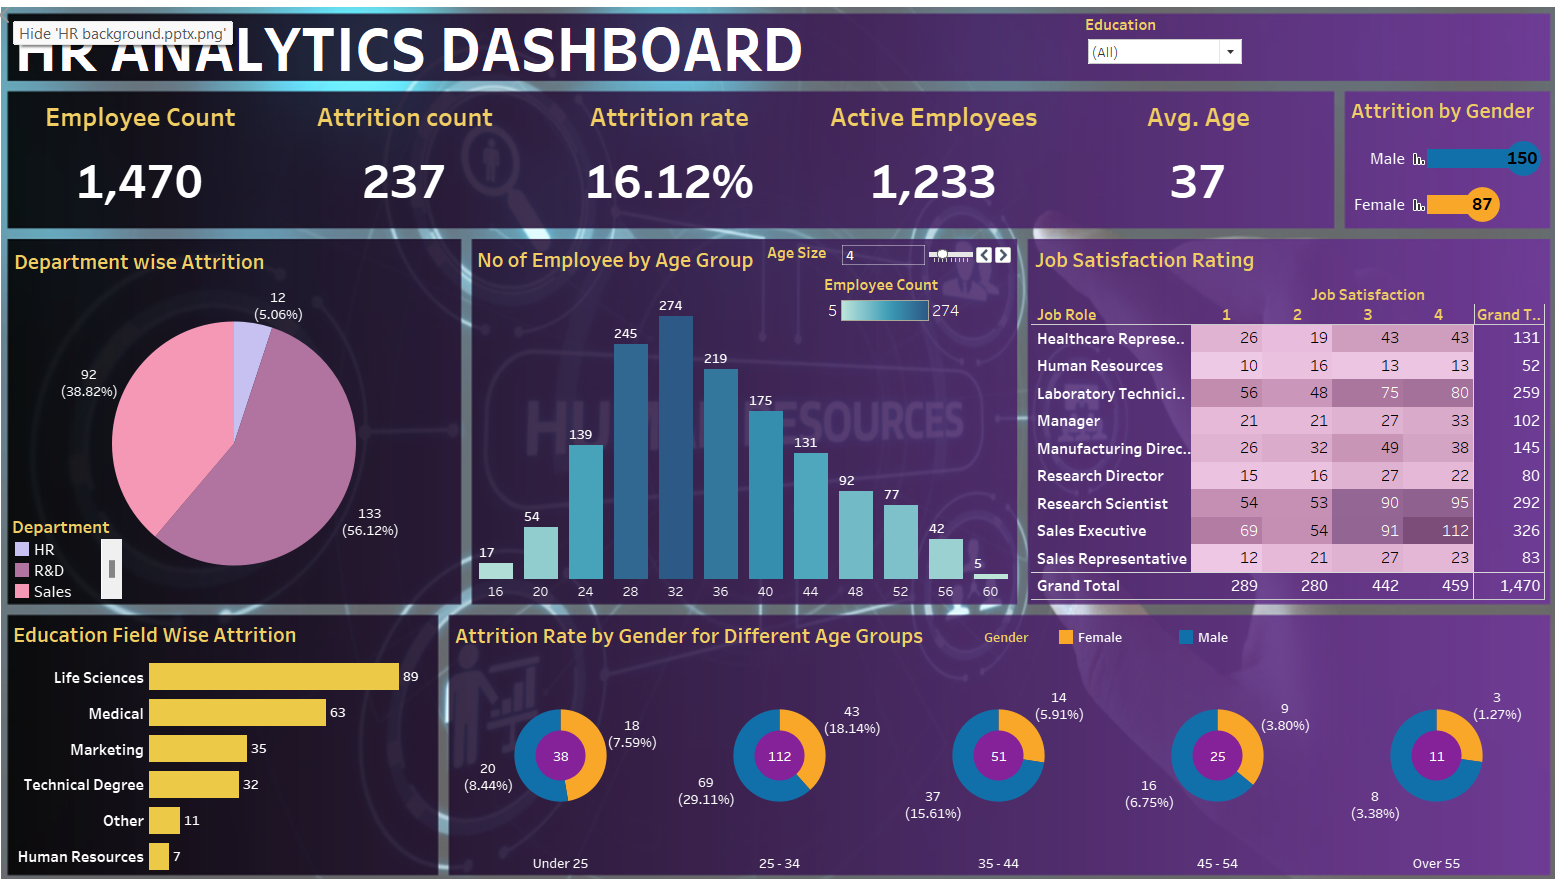 Hide 'HR background.pptx.png'
HR ANALYTICS DASHBOARD
Education
(All)
Employee Count
Attrition count
Attrition rate
Active Employees
Avg. Age
1,470
237
16.12%
1,233
37
Attrition by Gender
Male 150
Female 87
Department wise Attrition
12
(5.06%)
92
(38.82%)
133
(56.12%)
Department
HR
R&D
Sales
No of Employee by Age Group
Age Size 4
Employee Count
5 274
17 54 139 245 274 219 175 131 92 77 42 5
16 20 24 28 32 36 40 44 48 52 56 60
HUMAN RESOURCES
Job Satisfaction Rating
Job Satisfaction
Job Role 1 2 3 4 Grand T..
Healthcare Represe.. 26 19 43 43 131
Human Resources 10 16 13 13 52
Laboratory Technici.. 56 48 75 80 259
Manager 21 21 27 33 102
Manufacturing Direc.. 26 32 49 38 145
Research Director 15 16 27 22 80
Research Scientist 54 53 90 95 292
Sales Executive 69 54 91 112 326
Sales Representative 12 21 27 23 83
Grand Total 289 280 442 459 1,470
Education Field Wise Attrition
Life Sciences 89
Medical 63
Marketing 35
Technical Degree 32
Other 11
Human Resources 7
Attrition Rate by Gender for Different Age Groups
Gender Female Male
18
(7.59%)
38
20
(8.44%)
Under 25
43
(18.14%)
112
69
(29.11%)
25 - 34
14
(5.91%)
51
37
(15.61%)
35 - 44
9
(3.80%)
25
16
(6.75%)
45 - 54
3
(1.27%)
11
8
(3.38%)
Over 55